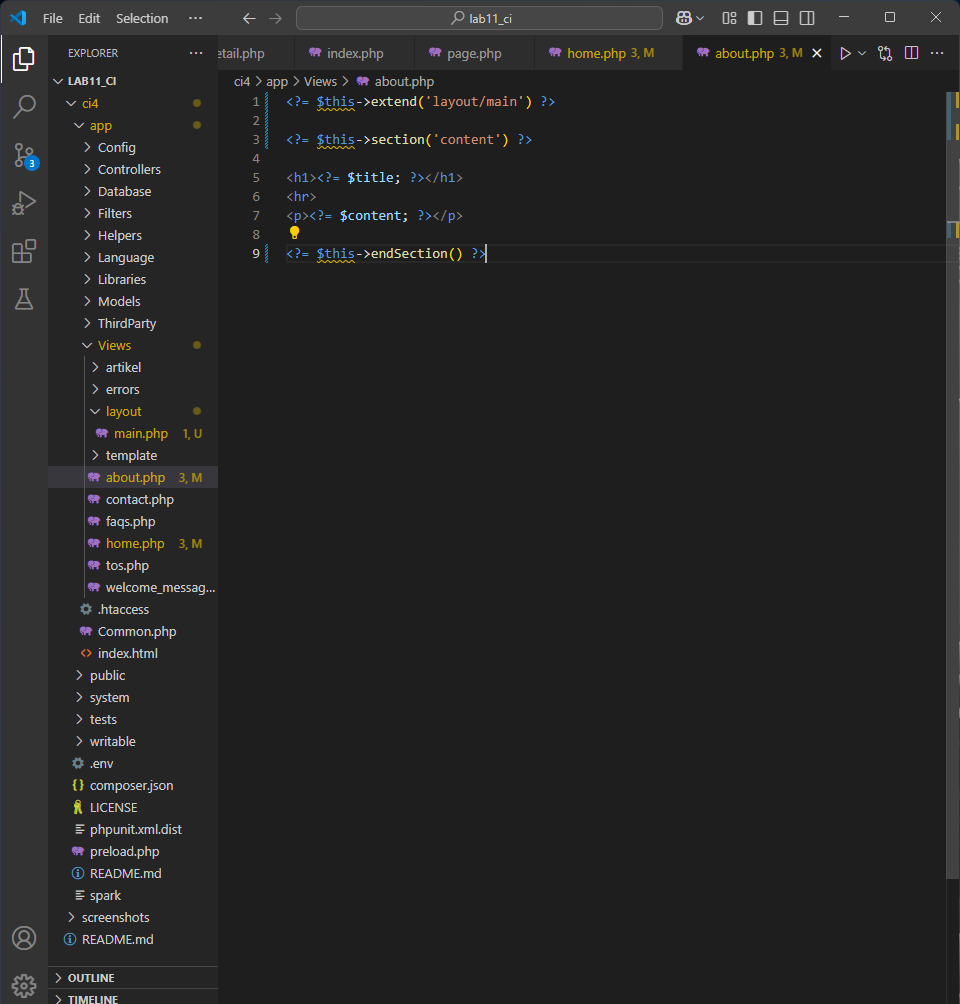 File Edit Selection ··· lab11_ci
EXPLORER ···
etail.php index.php page.php home.php 3, M about.php 3, M
ci4 > app > Views > about.php
LAB11_CI
ci4
app
Config
Controllers
Database
Filters
Helpers
Language
Libraries
Models
ThirdParty
Views
artikel
errors
layout
main.php 1, U
template
about.php 3, M
contact.php
faqs.php
home.php 3, M
tos.php
welcome_messag...
.htaccess
Common.php
index.html
public
system
tests
writable
.env
composer.json
LICENSE
phpunit.xml.dist
preload.php
README.md
spark
screenshots
README.md
OUTLINE
TIMELINE
3
1 <?= $this->extend('layout/main') ?>
2
3 <?= $this->section('content') ?>
4
5 <h1><?= $title; ?></h1>
6 <hr>
7 <p><?= $content; ?></p>
8
9 <?= $this->endSection() ?>